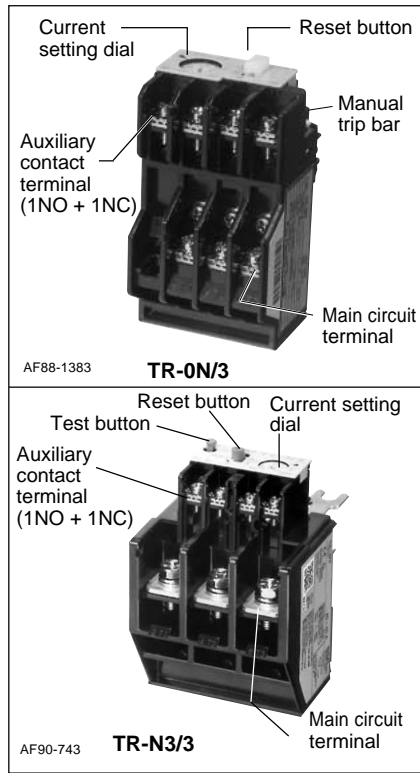 Current
setting dial
Reset button
Manual
trip bar
Auxiliary
contact
terminal
(1NO + 1NC)
Main circuit
terminal
AF88-1383
TR-0N/3
Reset button
Test button
Current setting
dial
Auxiliary
contact
terminal
(1NO + 1NC)
Main circuit
terminal
AF90-743
TR-N3/3